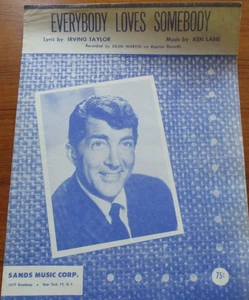 EVERYBODY LOVES SOMEBODY
Lyric by IRVING TAYLOR Music by KEN LANE
Recorded by DEAN MARTIN on Reprise Records
SANDS MUSIC CORP.
Broadway • New York 19, N. Y.
75¢